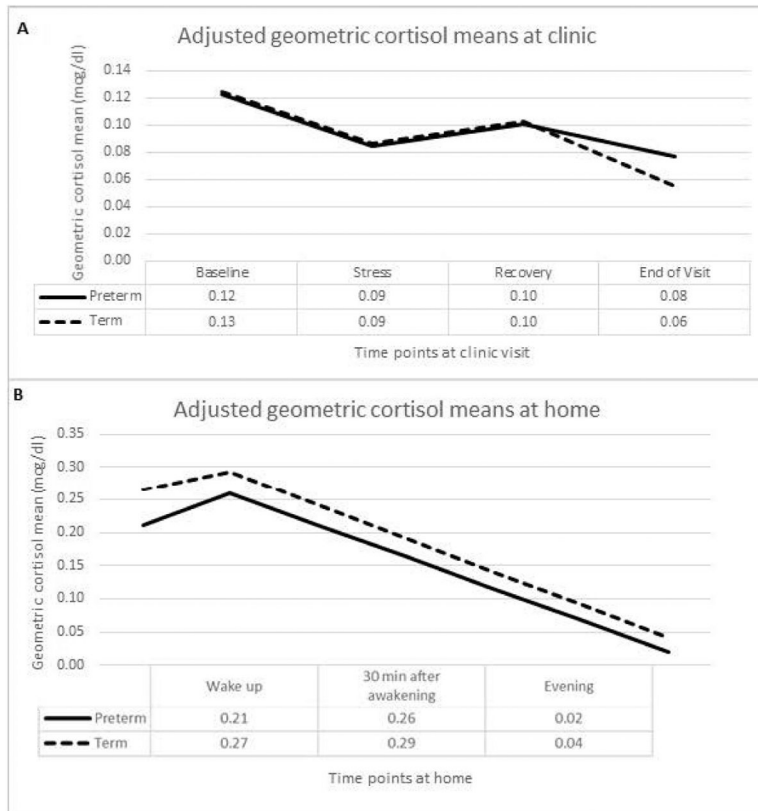 A
Adjusted geometric cortisol means at clinic
Geometric cortisol mean (mcg/dl)
0.14
0.12
0.10
0.08
0.06
0.04
0.02
0.00
Baseline Stress Recovery End of Visit
Preterm 0.12 0.09 0.10 0.08
Term 0.13 0.09 0.10 0.06
Time points at clinic visit
B
Adjusted geometric cortisol means at home
Geometric cortisol mean (mcg/dl)
0.35
0.30
0.25
0.20
0.15
0.10
0.05
0.00
Wake up 30 min after awakening Evening
Preterm 0.21 0.26 0.02
Term 0.27 0.29 0.04
Time points at home